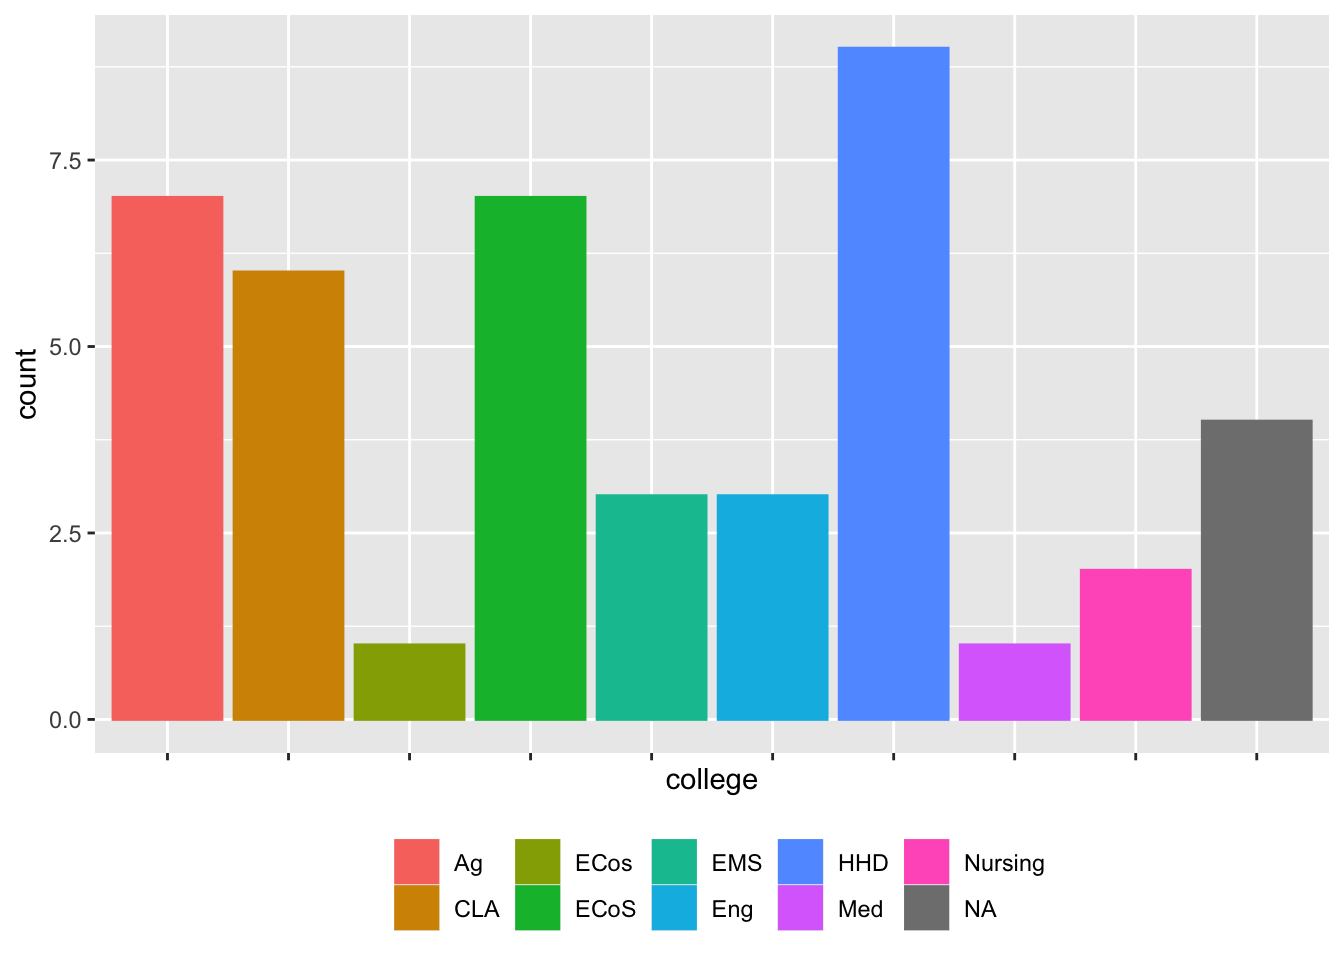 count
7.5
5.0
2.5
0.0
college
Ag ECos EMS HHD Nursing
CLA ECoS Eng Med NA